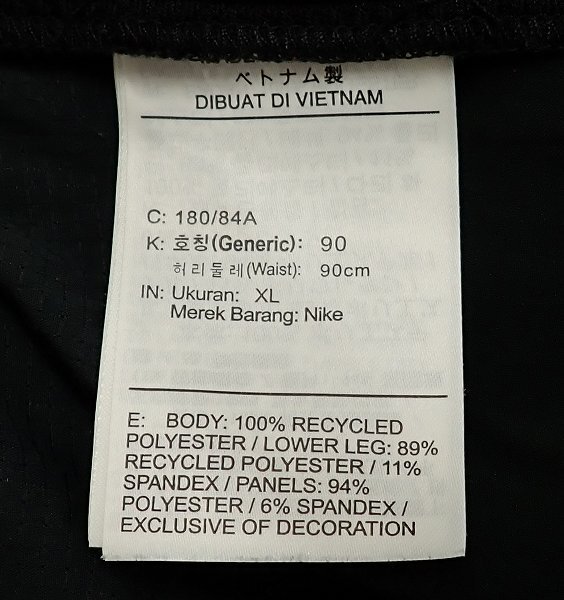 ベトナム製
DIBUAT DI VIETNAM
C: 180/84A
K: 호칭(Generic): 90
허리둘레(Waist): 90cm
IN: Ukuran: XL
Merek Barang: Nike
E: BODY: 100% RECYCLED
POLYESTER / LOWER LEG: 89%
RECYCLED POLYESTER / 11%
SPANDEX / PANELS: 94%
POLYESTER / 6% SPANDEX /
EXCLUSIVE OF DECORATION